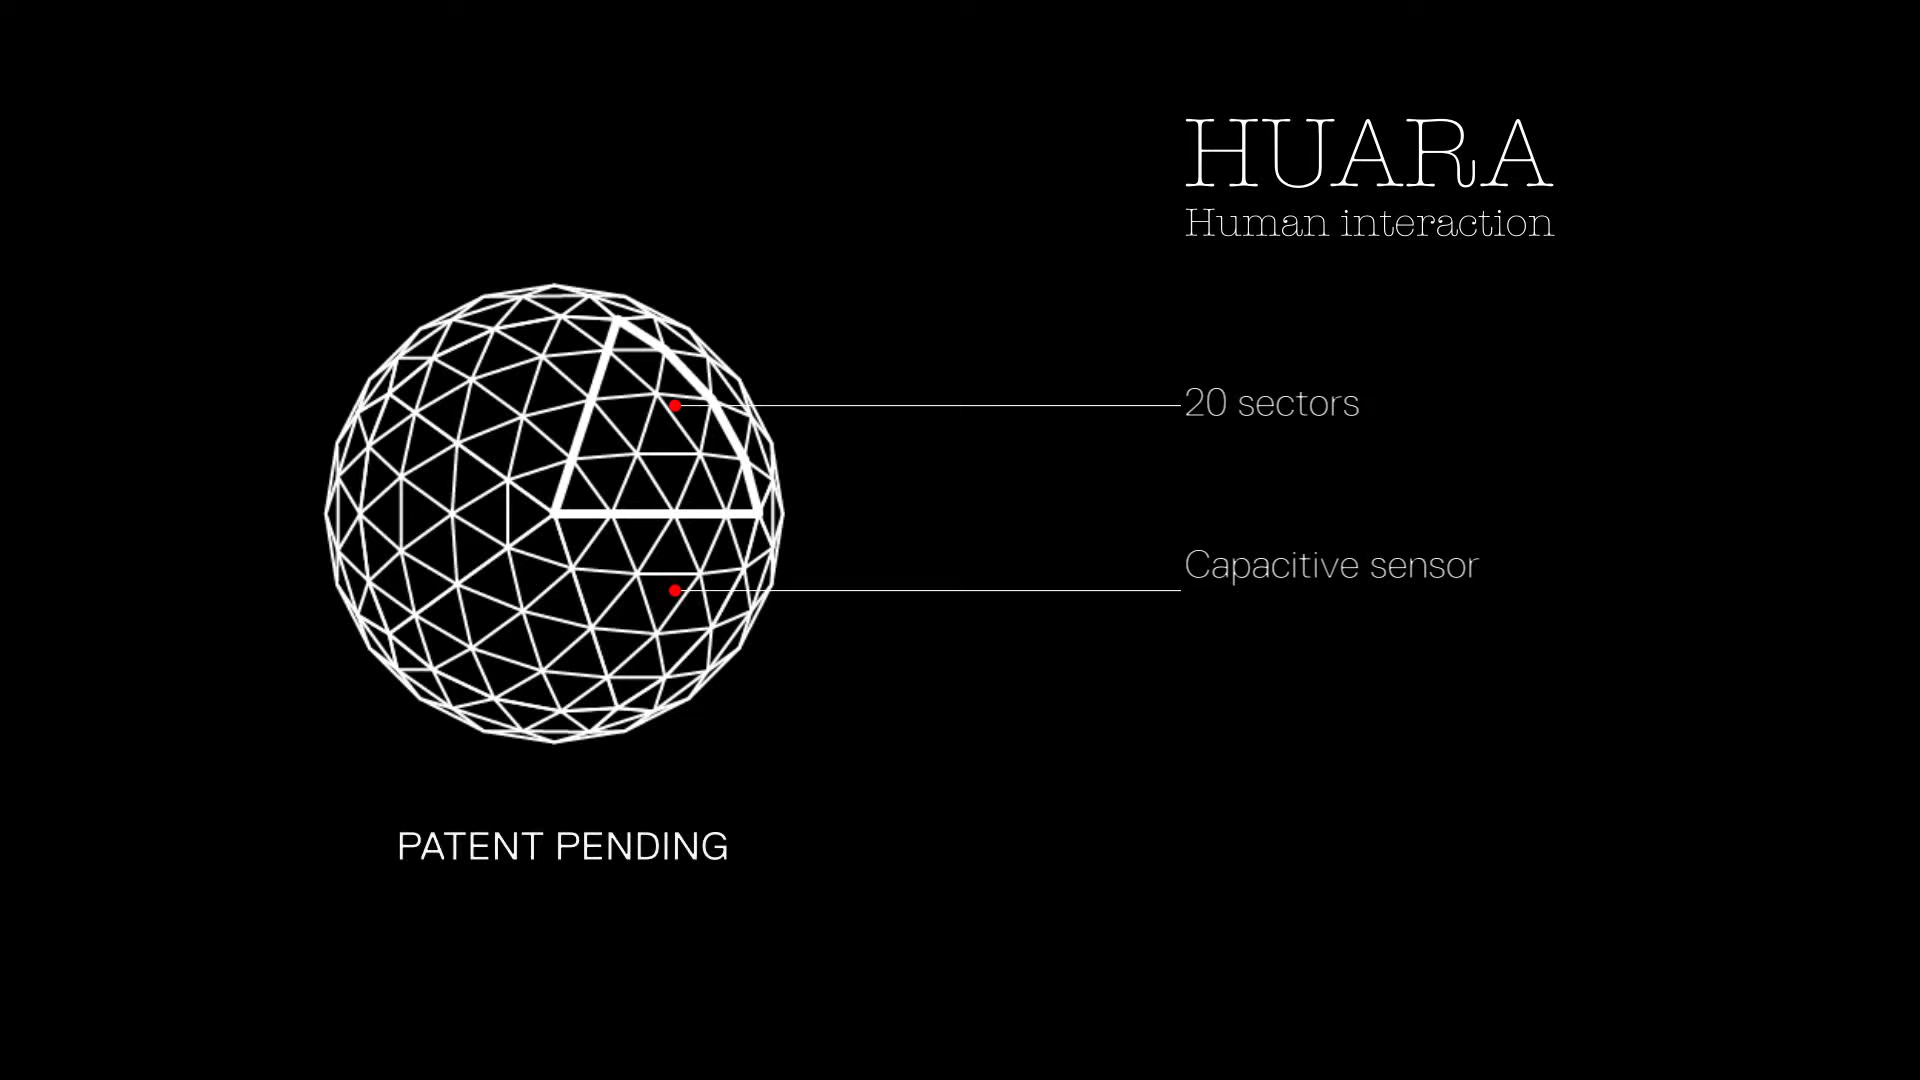 HUARA
Human interaction
20 sectors
Capacitive sensor
PATENT PENDING